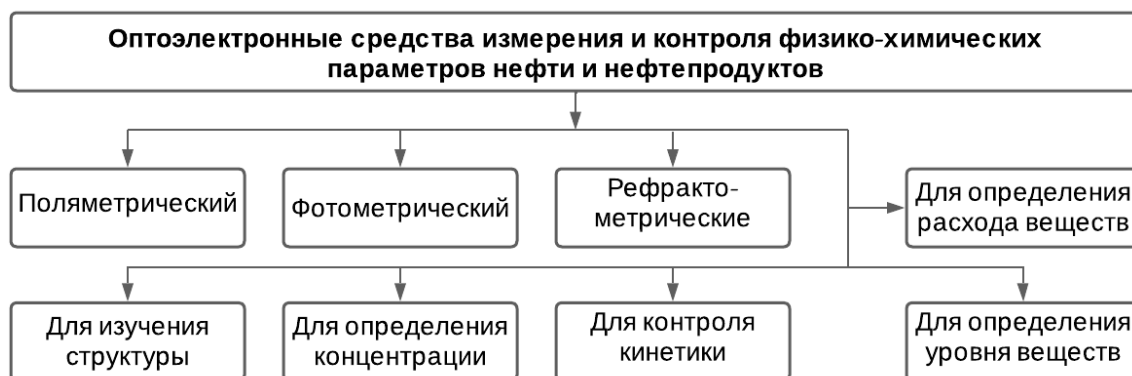 Оптоэлектронные средства измерения и контроля физико-химических
параметров нефти и нефтепродуктов
Поляметрический
Фотометрический
Рефракто-
метрические
Для определения
расхода веществ
Для изучения
структуры
Для определения
концентрации
Для контроля
кинетики
Для определения
уровня веществ